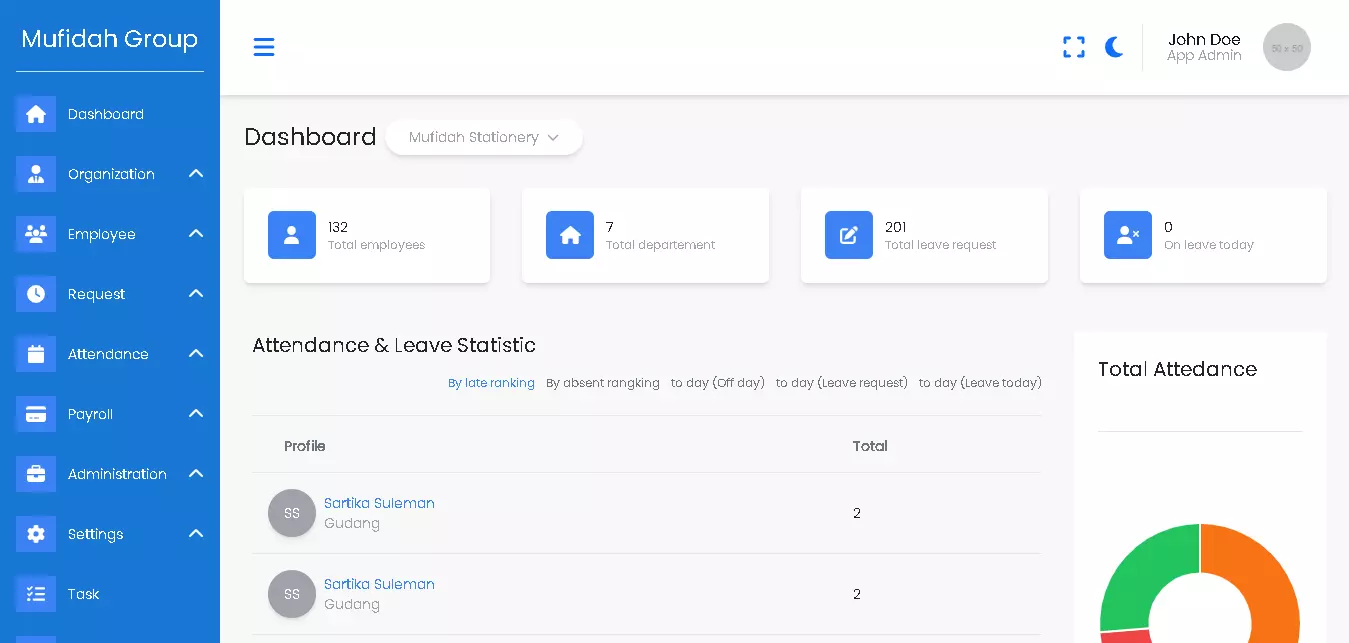 Mufidah Group
Dashboard
Organization
Employee
Request
Attendance
Payroll
Administration
Settings
Task
John Doe
App Admin
50 x 50
Dashboard
Mufidah Stationery
132
Total employees
7
Total departement
201
Total leave request
0
On leave today
Attendance & Leave Statistic
By late ranking By absent rangking to day (Off day) to day (Leave request) to day (Leave today)
Profile Total
SS
Sartika Suleman
Gudang
2
SS
Sartika Suleman
Gudang
2
Total Attedance